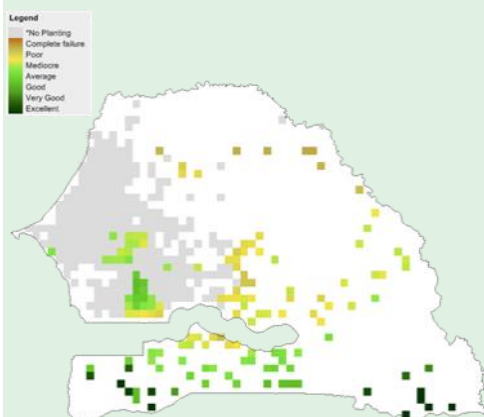 Legend
*No Planting
Complete failure
Poor
Mediocre
Average
Good
Very Good
Excellent